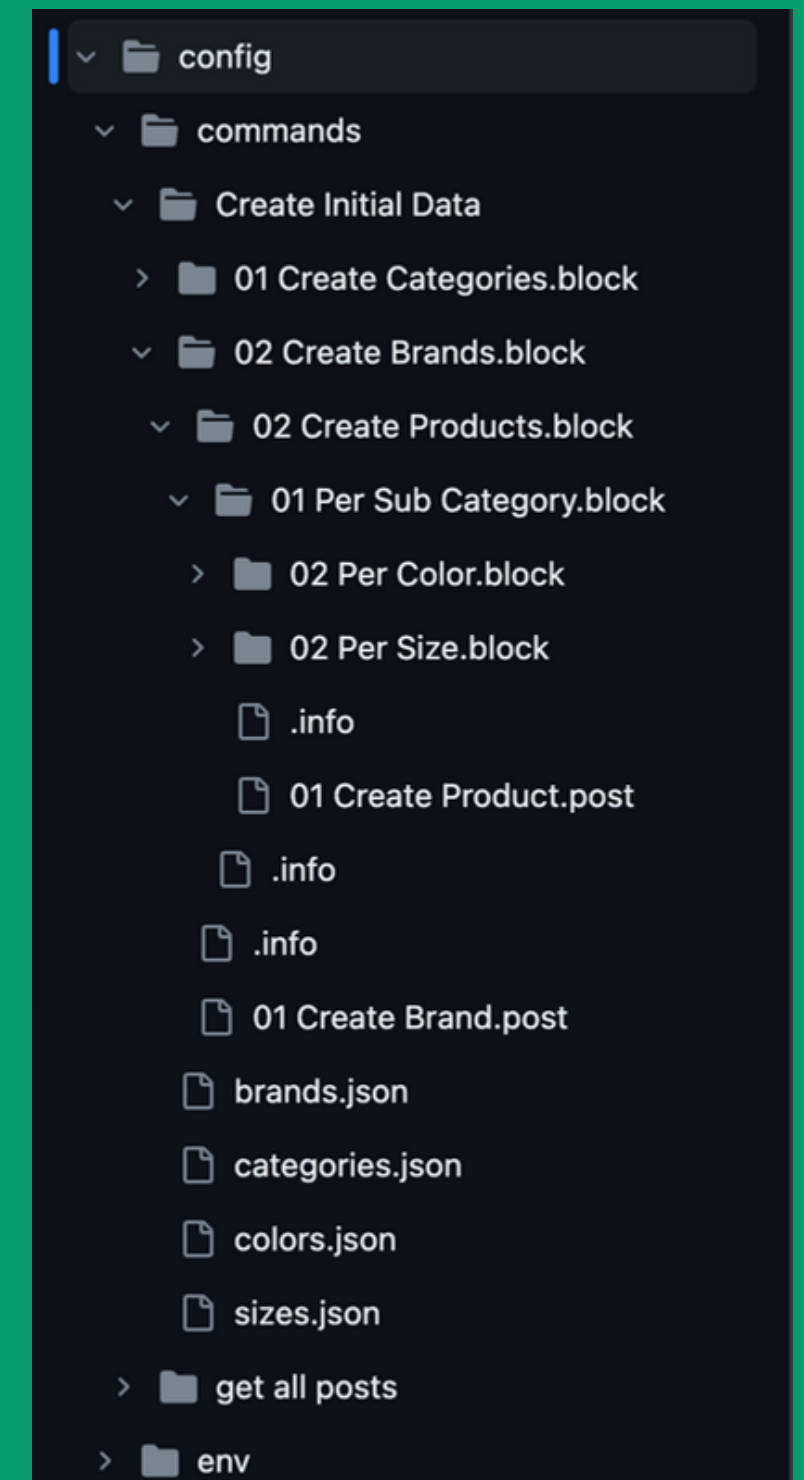 config
commands
Create Initial Data
01 Create Categories.block
02 Create Brands.block
02 Create Products.block
01 Per Sub Category.block
02 Per Color.block
02 Per Size.block
.info
01 Create Product.post
.info
.info
01 Create Brand.post
brands.json
categories.json
colors.json
sizes.json
get all posts
env